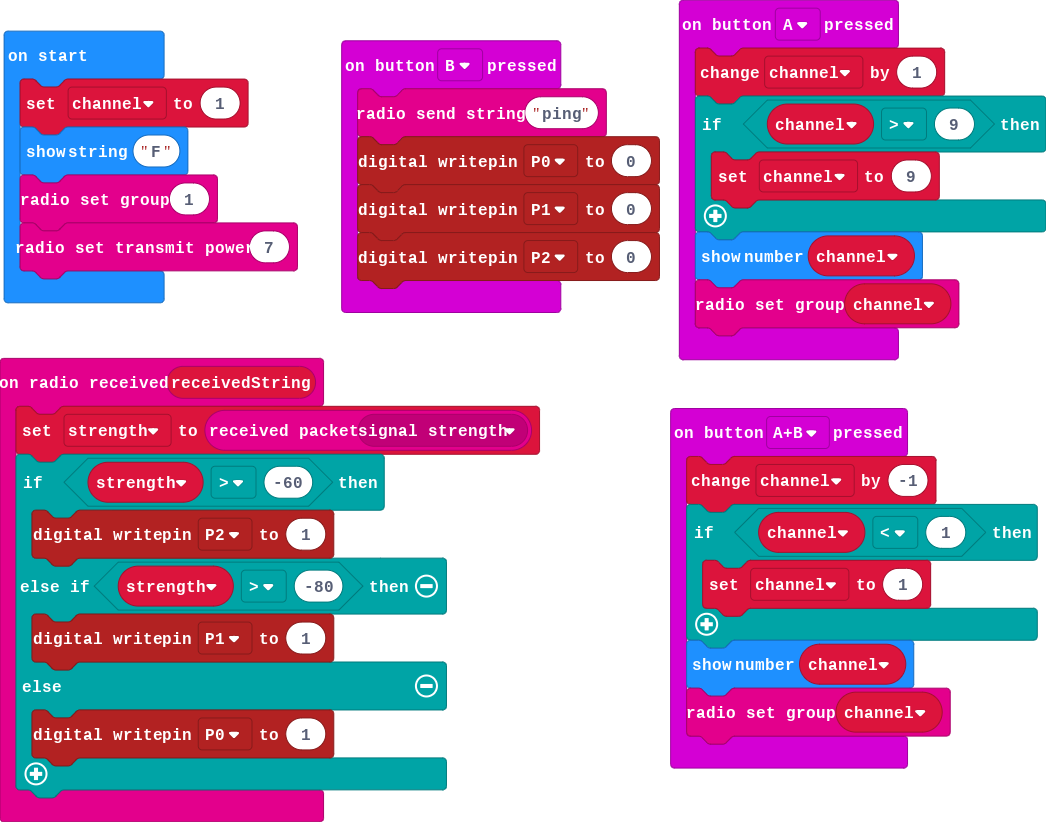 on start
set channel to 1
show string "F"
radio set group 1
radio set transmit power 7
on button B pressed
radio send string "ping"
digital write pin P0 to 0
digital write pin P1 to 0
digital write pin P2 to 0
on button A pressed
change channel by 1
if channel > 9 then
set channel to 9
show number channel
radio set group channel
on radio received receivedString
set strength to received packet signal strength
if strength > -60 then
digital write pin P2 to 1
else if strength > -80 then
digital write pin P1 to 1
else
digital write pin P0 to 1
on button A+B pressed
change channel by -1
if channel < 1 then
set channel to 1
show number channel
radio set group channel